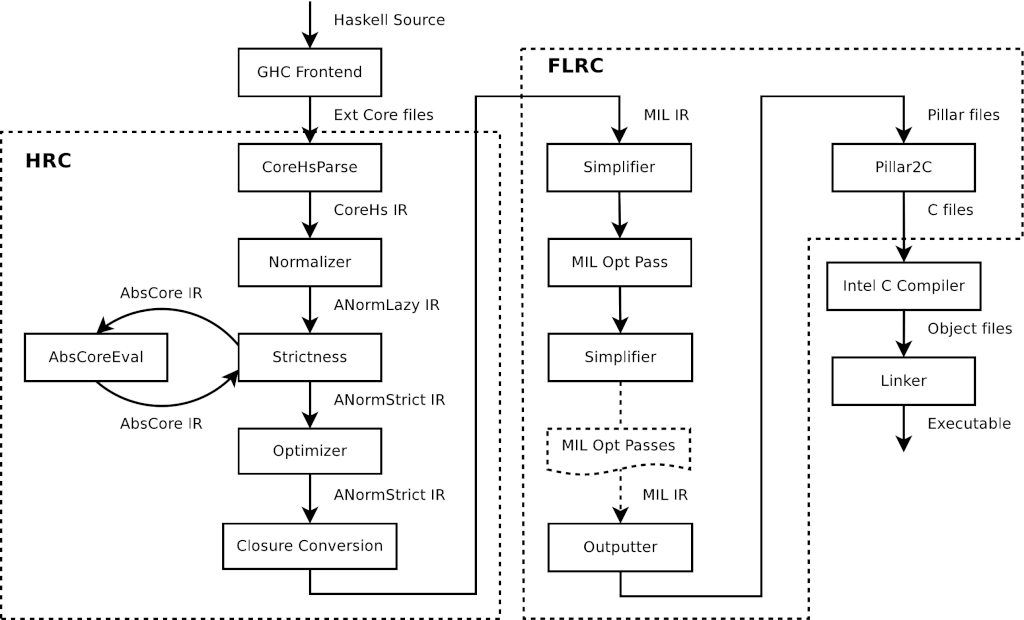 Haskell Source
GHC Frontend
Ext Core files
HRC
CoreHsParse
CoreHs IR
Normalizer
ANormLazy IR
AbsCore IR
AbsCoreEval
Strictness
AbsCore IR
ANormStrict IR
Optimizer
ANormStrict IR
Closure Conversion
FLRC
MIL IR
Simplifier
MIL Opt Pass
Simplifier
MIL Opt Passes
MIL IR
Outputter
Pillar files
Pillar2C
C files
Intel C Compiler
Object files
Linker
Executable